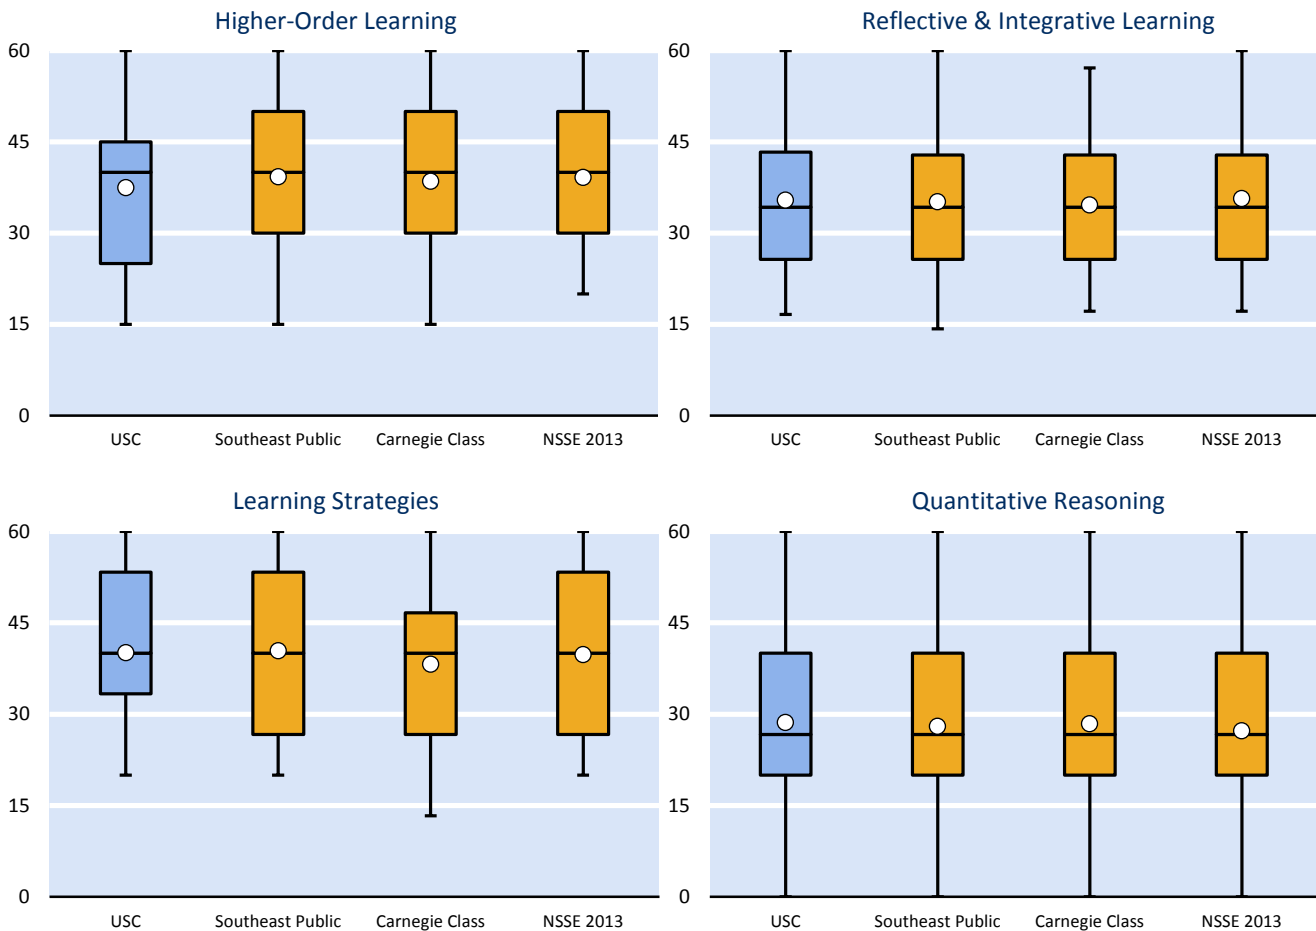 Higher-Order Learning
60
45
30
15
0
USC Southeast Public Carnegie Class NSSE 2013
Reflective & Integrative Learning
60
45
30
15
0
USC Southeast Public Carnegie Class NSSE 2013
Learning Strategies
60
45
30
15
0
USC Southeast Public Carnegie Class NSSE 2013
Quantitative Reasoning
60
45
30
15
0
USC Southeast Public Carnegie Class NSSE 2013